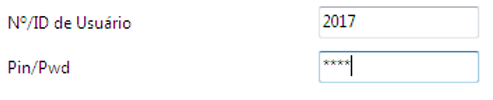 Nº/ID de Usuário 2017
Pin/Pwd ****